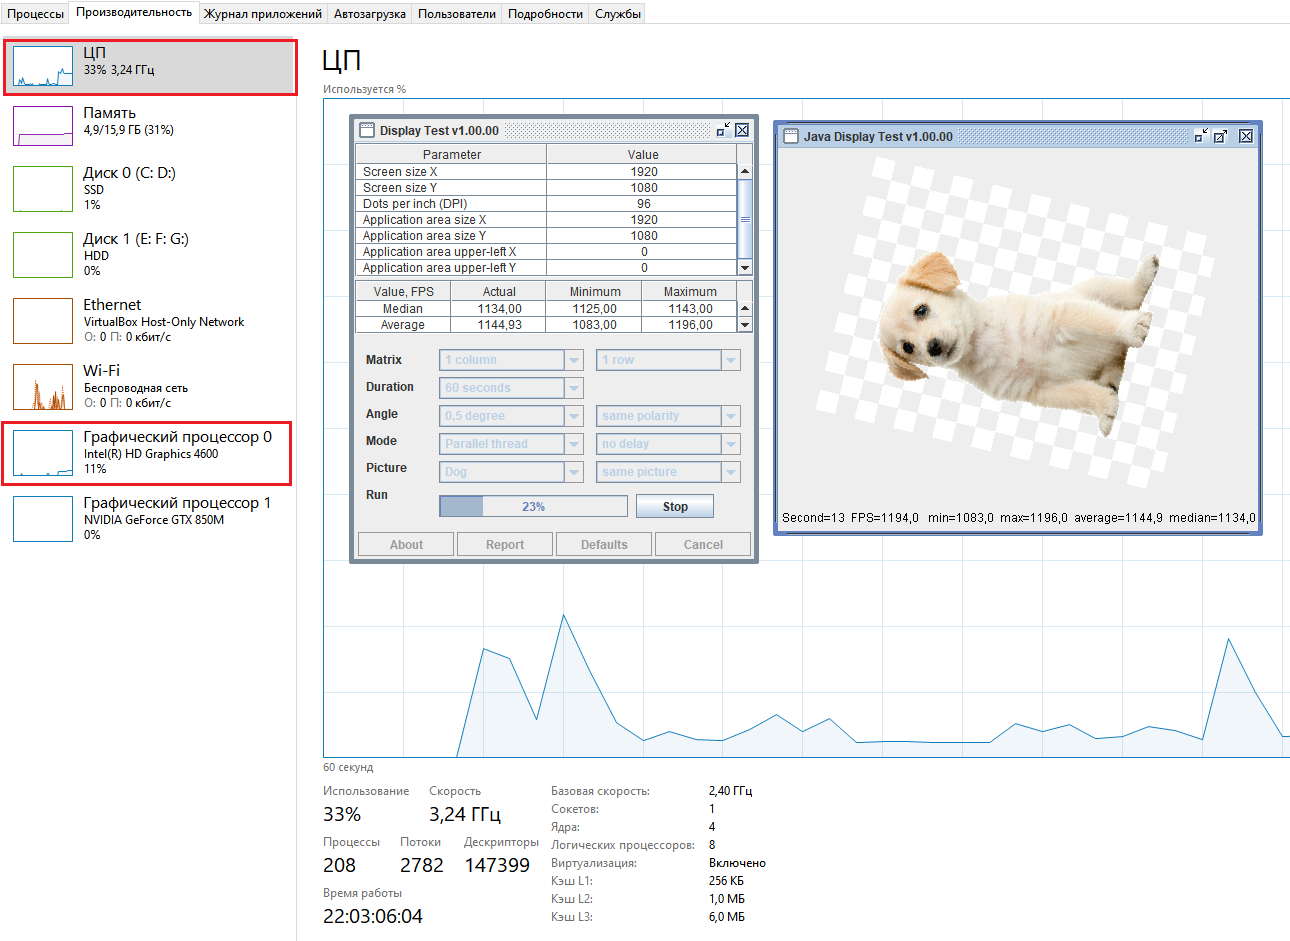 Процессы Производительность Журнал приложений Автозагрузка Пользователи Подробности Службы
ЦП
33% 3,24 ГГц
Память
4,9/15,9 ГБ (31%)
Диск 0 (C: D:)
SSD
1%
Диск 1 (E: F: G:)
HDD
0%
Ethernet
VirtualBox Host-Only Network
О: 0 П: 0 кбит/с
Wi-Fi
Беспроводная сеть
О: 0 П: 0 кбит/с
Графический процессор 0
Intel(R) HD Graphics 4600
11%
Графический процессор 1
NVIDIA GeForce GTX 850M
0%
ЦП
Используется %
Display Test v1.00.00
Parameter Value
Screen size X 1920
Screen size Y 1080
Dots per inch (DPI) 96
Application area size X 1920
Application area size Y 1080
Application area upper-left X 0
Application area upper-left Y 0
Value, FPS Actual Minimum Maximum
Median 1134,00 1125,00 1143,00
Average 1144,93 1083,00 1196,00
Matrix 1 column 1 row
Duration 60 seconds
Angle 0,5 degree same polarity
Mode Parallel thread no delay
Picture Dog same picture
Run 23% Stop
About Report Defaults Cancel
Java Display Test v1.00.00
Second=13 FPS=1194,0 min=1083,0 max=1196,0 average=1144,9 median=1134,0
60 секунд
Использование Скорость
33% 3,24 ГГц
Процессы Потоки Дескрипторы
208 2782 147399
Время работы
22:03:06:04
Базовая скорость: 2,40 ГГц
Сокетов: 1
Ядра: 4
Логических процессоров: 8
Виртуализация: Включено
Кэш L1: 256 КБ
Кэш L2: 1,0 МБ
Кэш L3: 6,0 МБ